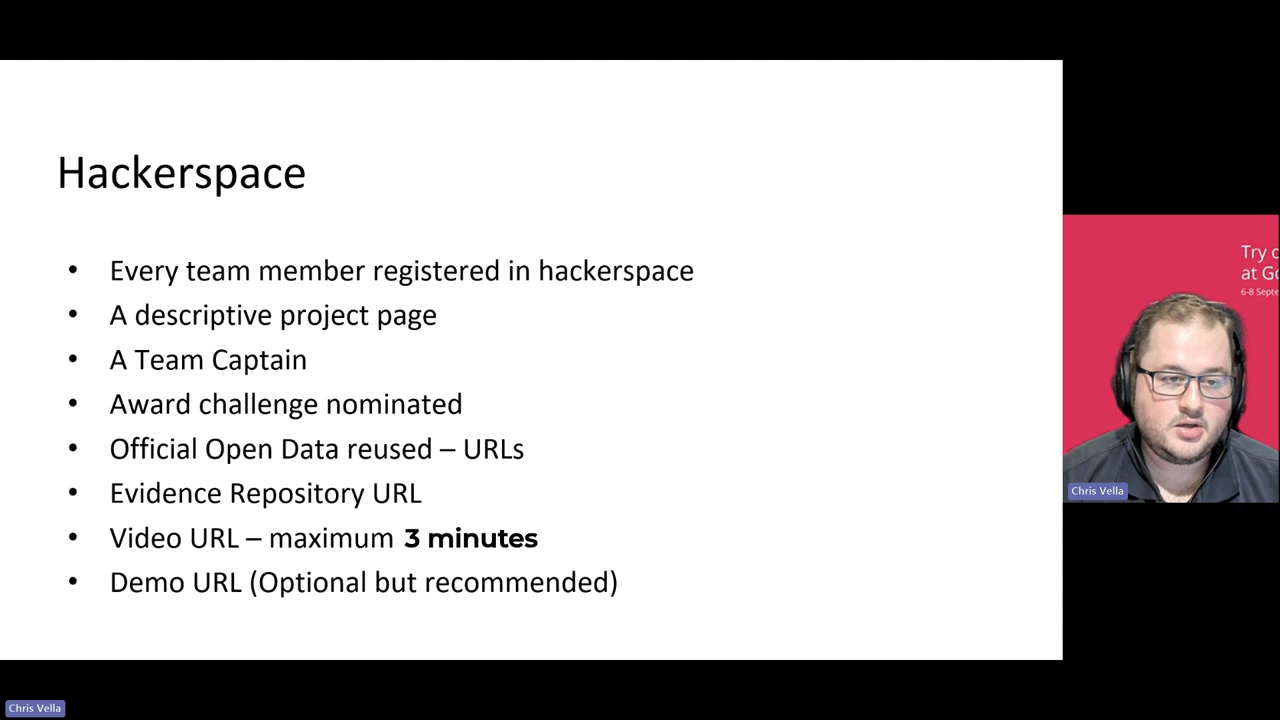 Hackerspace
• Every team member registered in hackerspace
• A descriptive project page
• A Team Captain
• Award challenge nominated
• Official Open Data reused – URLs
• Evidence Repository URL
• Video URL – maximum 3 minutes
• Demo URL (Optional but recommended)
Try
at
6-8
Chris Vella
Chris Vella